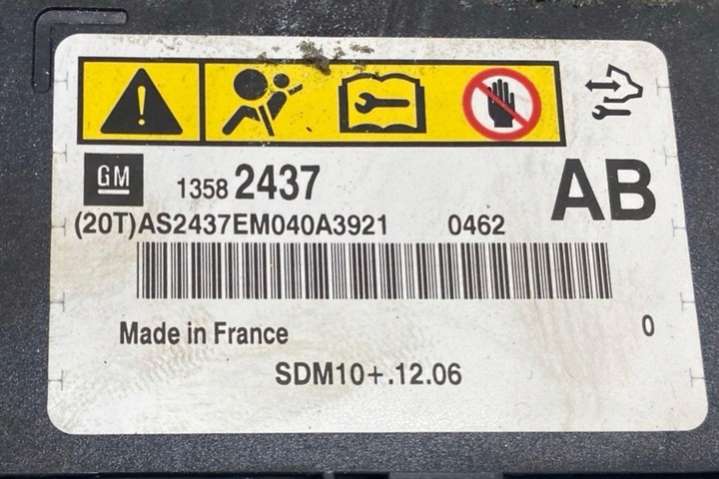 GM 1358 2437 AB
(20T)AS2437EM040A3921 0462
Made in France 0
SDM10+.12.06